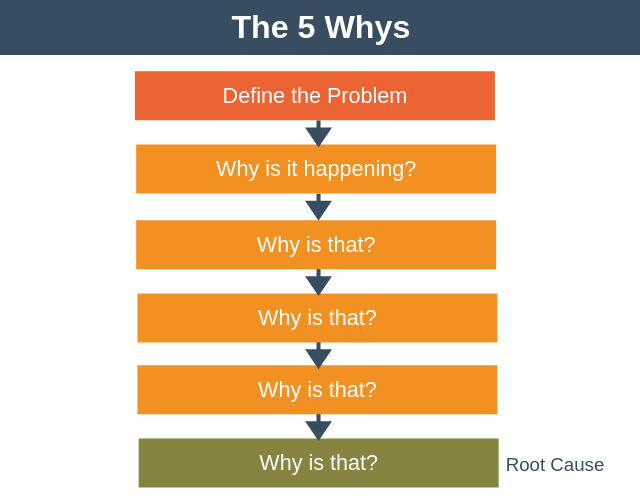 The 5 Whys
Define the Problem
Why is it happening?
Why is that?
Why is that?
Why is that?
Why is that?
Root Cause